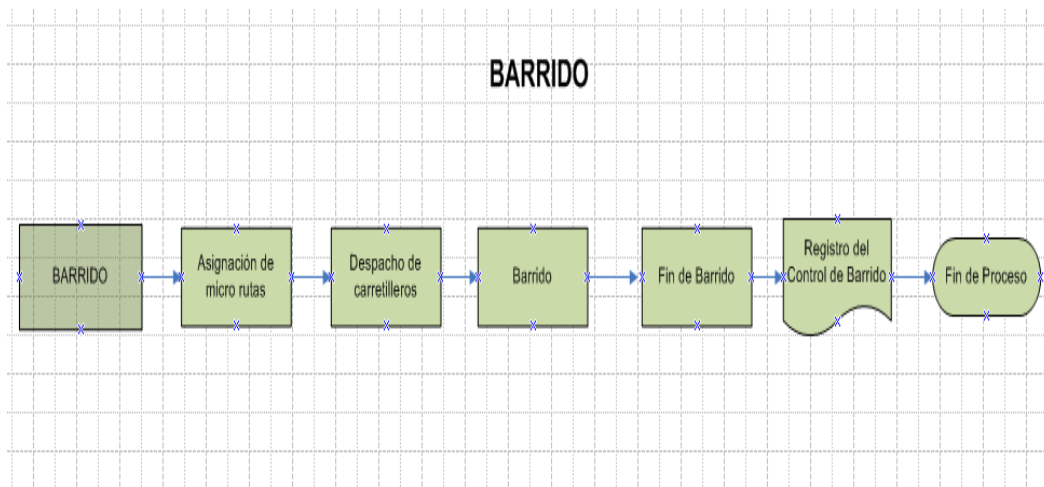 BARRIDO
BARRIDO
Asignación de
micro rutas
Despacho de
carretilleros
Barrido
Fin de Barrido
Registro del
Control de Barrido
Fin de Proceso